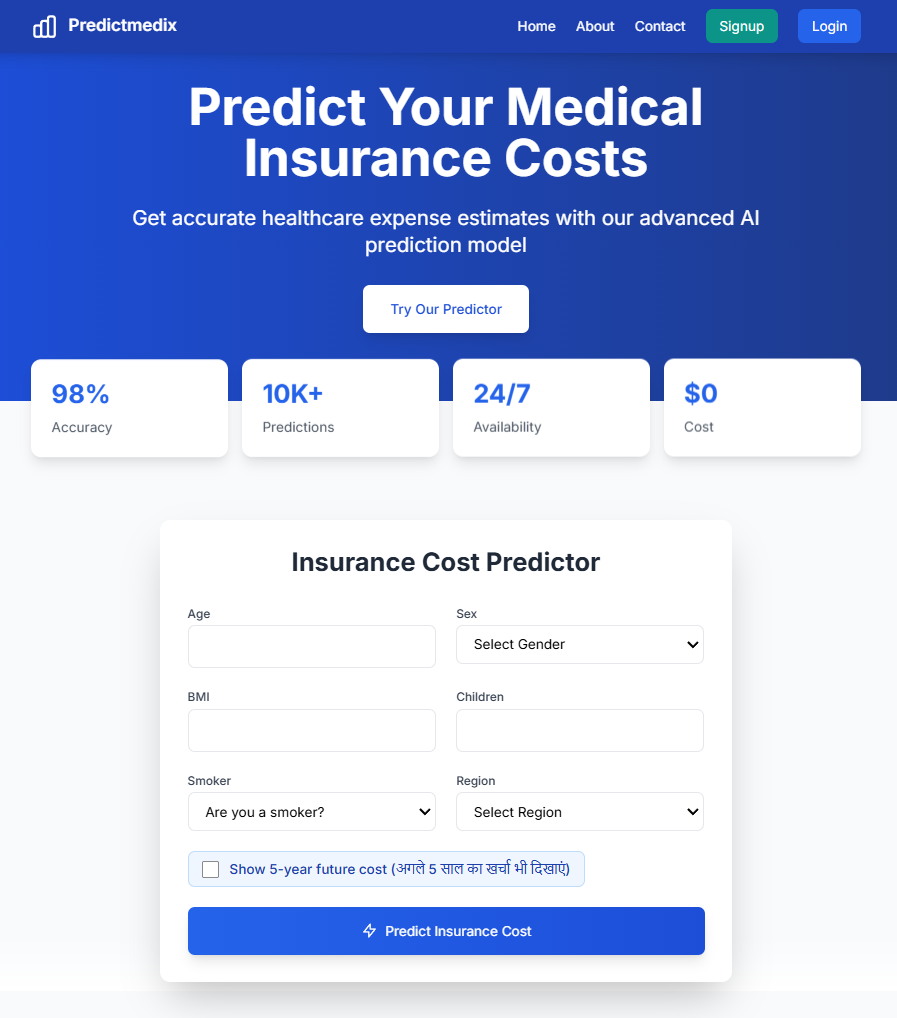 Predictmedix
Home About Contact Signup Login
Predict Your Medical
Insurance Costs
Get accurate healthcare expense estimates with our advanced AI
prediction model
Try Our Predictor
98%
Accuracy
10K+
Predictions
24/7
Availability
$0
Cost
Insurance Cost Predictor
Age
Sex
Select Gender
BMI
Children
Smoker
Are you a smoker?
Region
Select Region
Show 5-year future cost (अगले 5 साल का खर्चा भी दिखाएं)
Predict Insurance Cost